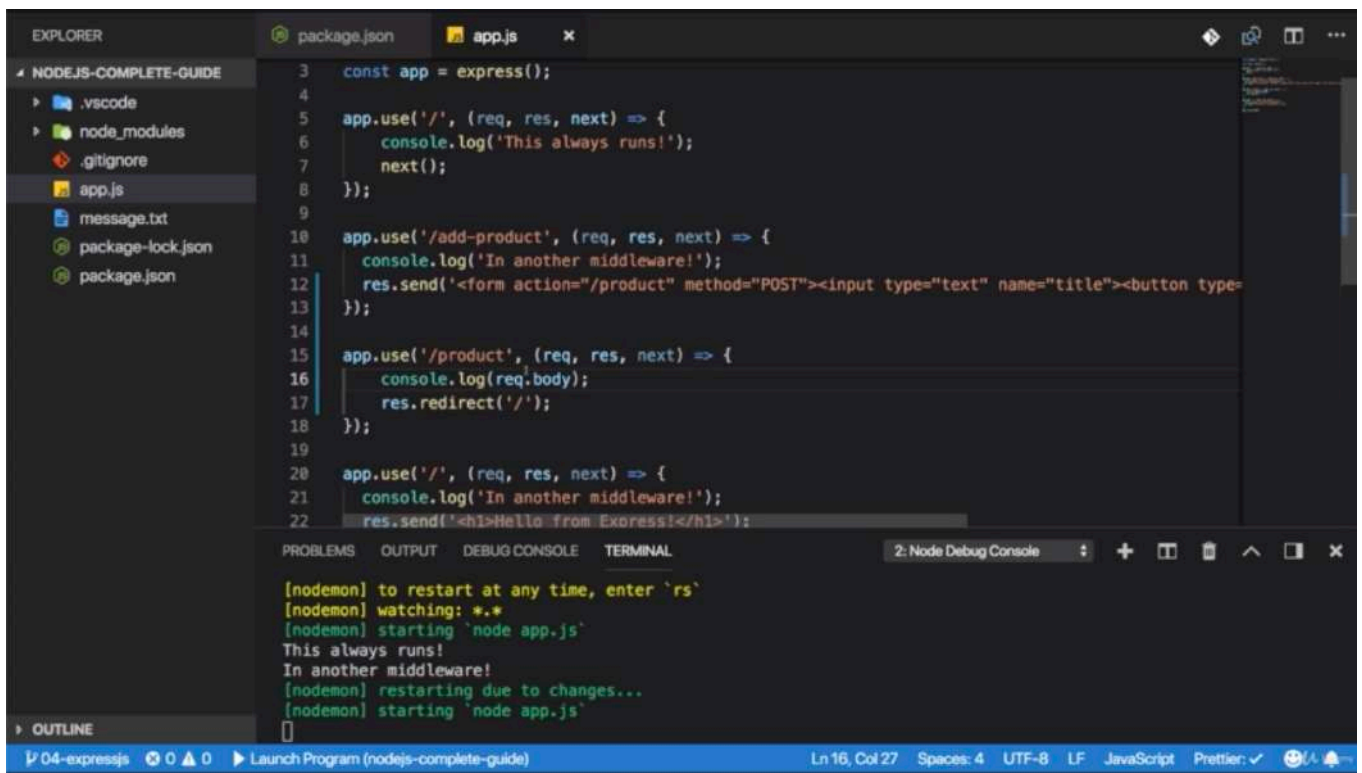 EXPLORER
NODEJS-COMPLETE-GUIDE
.vscode
node_modules
.gitignore
app.js
message.txt
package-lock.json
package.json
OUTLINE
package.json app.js
3 const app = express();
4
5 app.use('/', (req, res, next) => {
6 console.log('This always runs!');
7 next();
8 });
9
10 app.use('/add-product', (req, res, next) => {
11 console.log('In another middleware!');
12 res.send('<form action="/product" method="POST"><input type="text" name="title"><button type=
13 });
14
15 app.use('/product', (req, res, next) => {
16 console.log(req.body);
17 res.redirect('/');
18 });
19
20 app.use('/', (req, res, next) => {
21 console.log('In another middleware!');
22 res.send('<h1>Hello from Express!</h1>');
PROBLEMS OUTPUT DEBUG CONSOLE TERMINAL 2: Node Debug Console
[nodemon] to restart at any time, enter `rs`
[nodemon] watching: *.*
[nodemon] starting `node app.js`
This always runs!
In another middleware!
[nodemon] restarting due to changes...
[nodemon] starting `node app.js`
04-expressjs 0 0 Launch Program (nodejs-complete-guide) Ln 16, Col 27 Spaces: 4 UTF-8 LF JavaScript Prettier: ✓